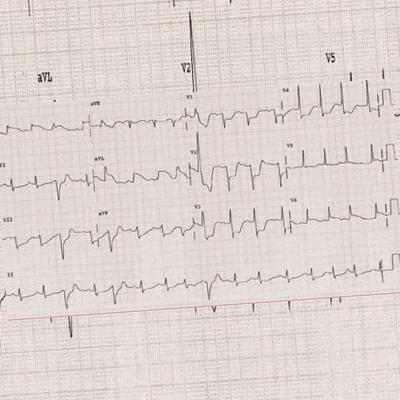 aVL V2 V5
aVR V1 V4
II aVL V2 V5
III aVF V3 V6
II
V